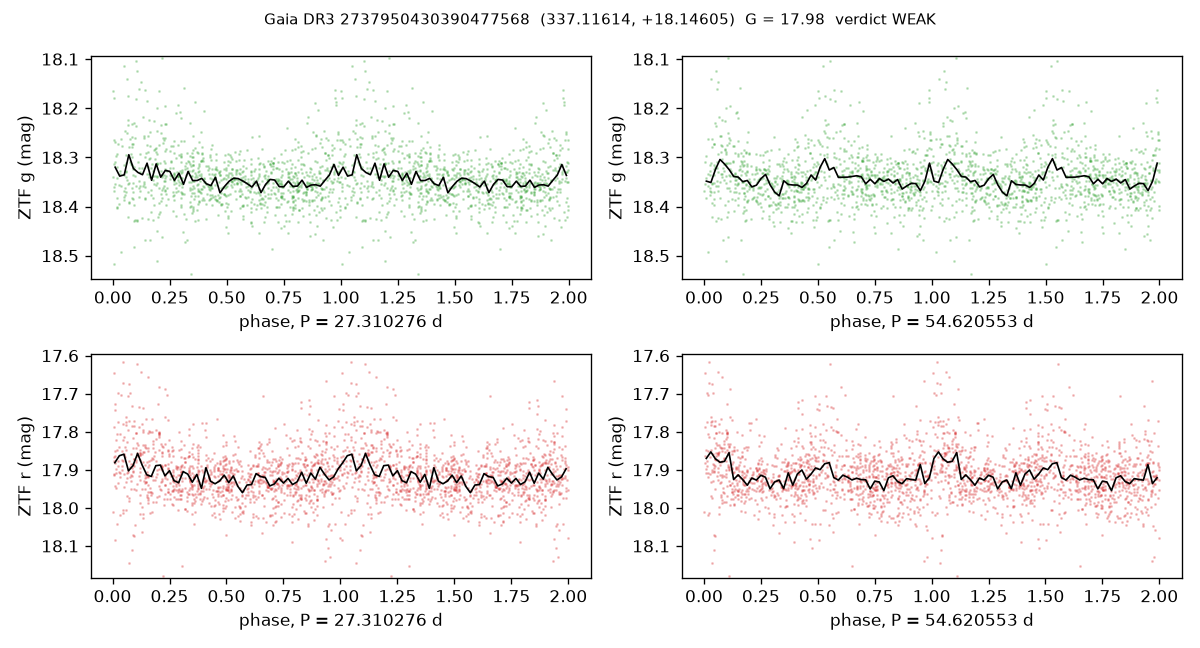 Gaia DR3 2737950430390477568 (337.11614, +18.14605) G = 17.98 verdict WEAK
18.1
18.2
18.3
18.4
18.5
ZTF g (mag)
0.00 0.25 0.50 0.75 1.00 1.25 1.50 1.75 2.00
phase, P = 27.310276 d
18.1
18.2
18.3
18.4
18.5
ZTF g (mag)
0.00 0.25 0.50 0.75 1.00 1.25 1.50 1.75 2.00
phase, P = 54.620553 d
17.6
17.7
17.8
17.9
18.0
18.1
ZTF r (mag)
0.00 0.25 0.50 0.75 1.00 1.25 1.50 1.75 2.00
phase, P = 27.310276 d
17.6
17.7
17.8
17.9
18.0
18.1
ZTF r (mag)
0.00 0.25 0.50 0.75 1.00 1.25 1.50 1.75 2.00
phase, P = 54.620553 d